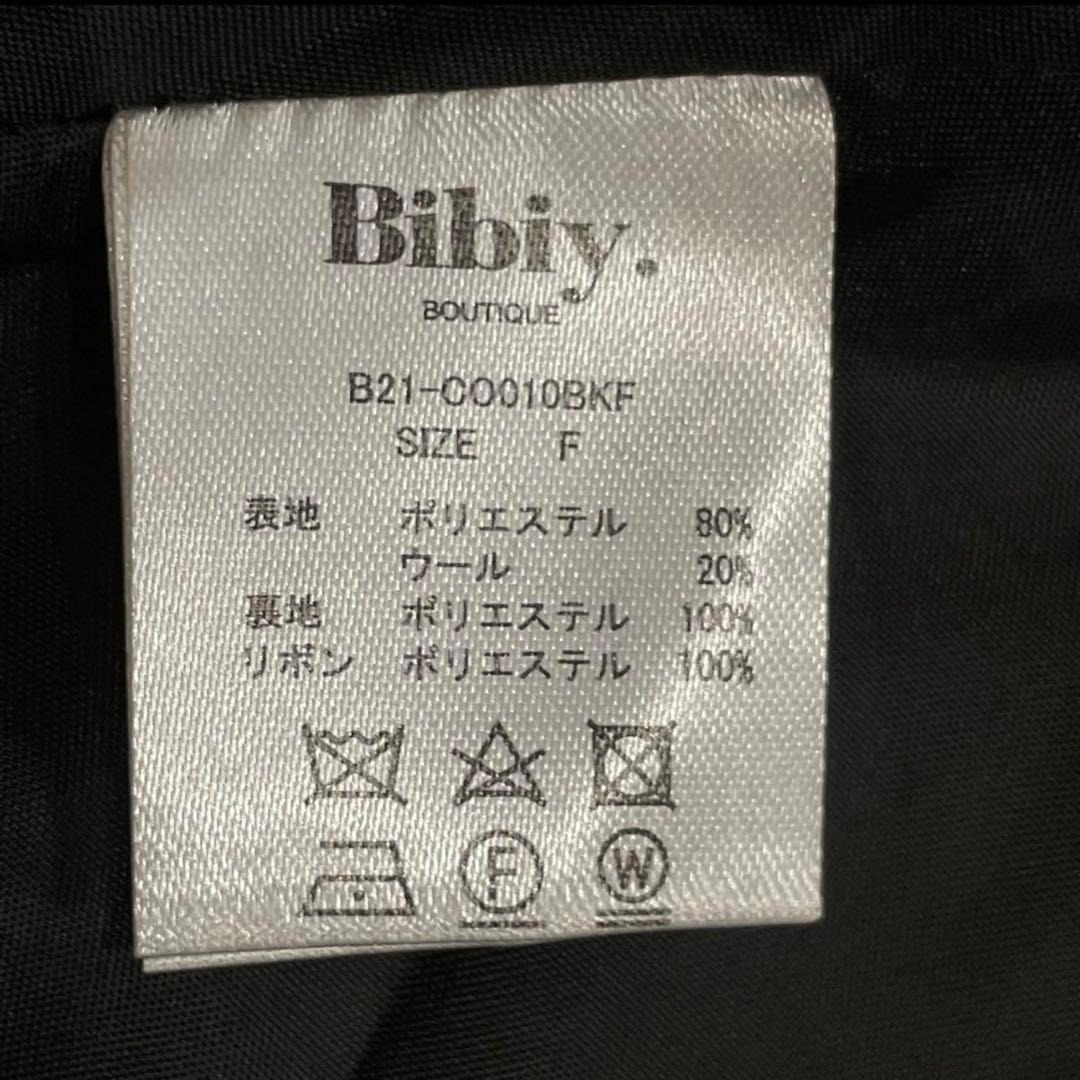 Bibiy.
BOUTIQUE
B21-CO010BKF
SIZE F
表地 ポリエステル 80%
ウール 20%
裏地 ポリエステル 100%
リボン ポリエステル 100%
F
W